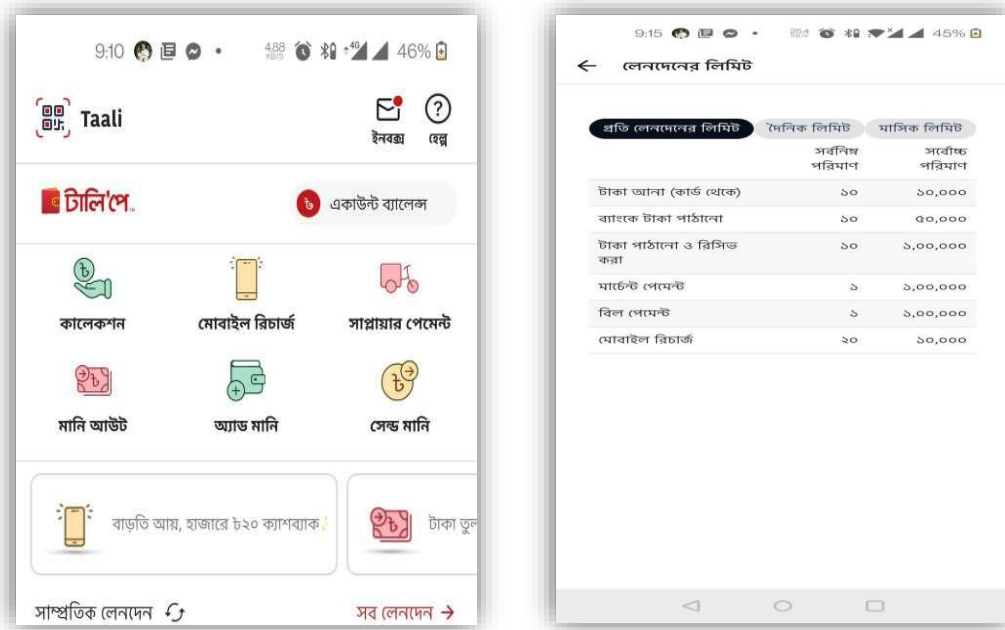 9:10
4.88
KB/S
4G
46%
Taali
ইনবক্স
হেল্প
টালি'পে
একাউন্ট ব্যালেন্স
কালেকশন
মোবাইল রিচার্জ
সাপ্লায়ার পেমেন্ট
মানি আউট
অ্যাড মানি
সেন্ড মানি
বাড়তি আয়, হাজারে ৳২০ ক্যাশব্যাক
টাকা তুল
সাম্প্রতিক লেনদেন
সব লেনদেন →
9:15
45%
← লেনদেনের লিমিট
প্রতি লেনদেনের লিমিট দৈনিক লিমিট মাসিক লিমিট
সর্বনিম্ন সর্বোচ্চ
পরিমাণ পরিমাণ
টাকা আনা (কার্ড থেকে) ১০ ১০,০০০
ব্যাংকে টাকা পাঠানো ১০ ৫০,০০০
টাকা পাঠানো ও রিসিভ ১০ ১,০০,০০০
করা
মার্চেন্ট পেমেন্ট ১ ১,০০,০০০
বিল পেমেন্ট ১ ১,০০,০০০
মোবাইল রিচার্জ ২০ ১০,০০০